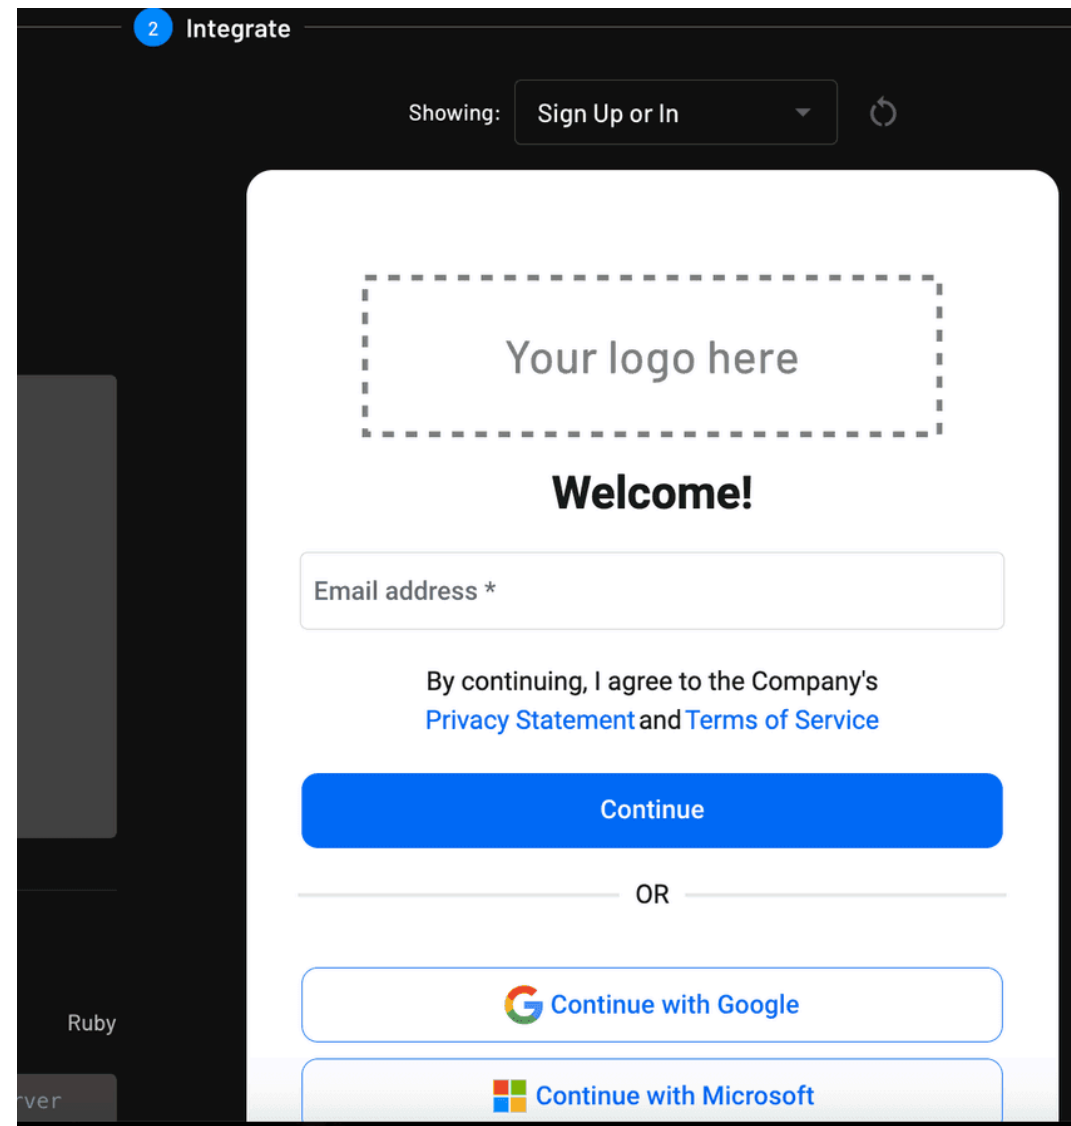 2 Integrate
Showing: Sign Up or In
Your logo here
Welcome!
Email address *
By continuing, I agree to the Company's
Privacy Statement and Terms of Service
Continue
OR
Continue with Google
Ruby
Continue with Microsoft